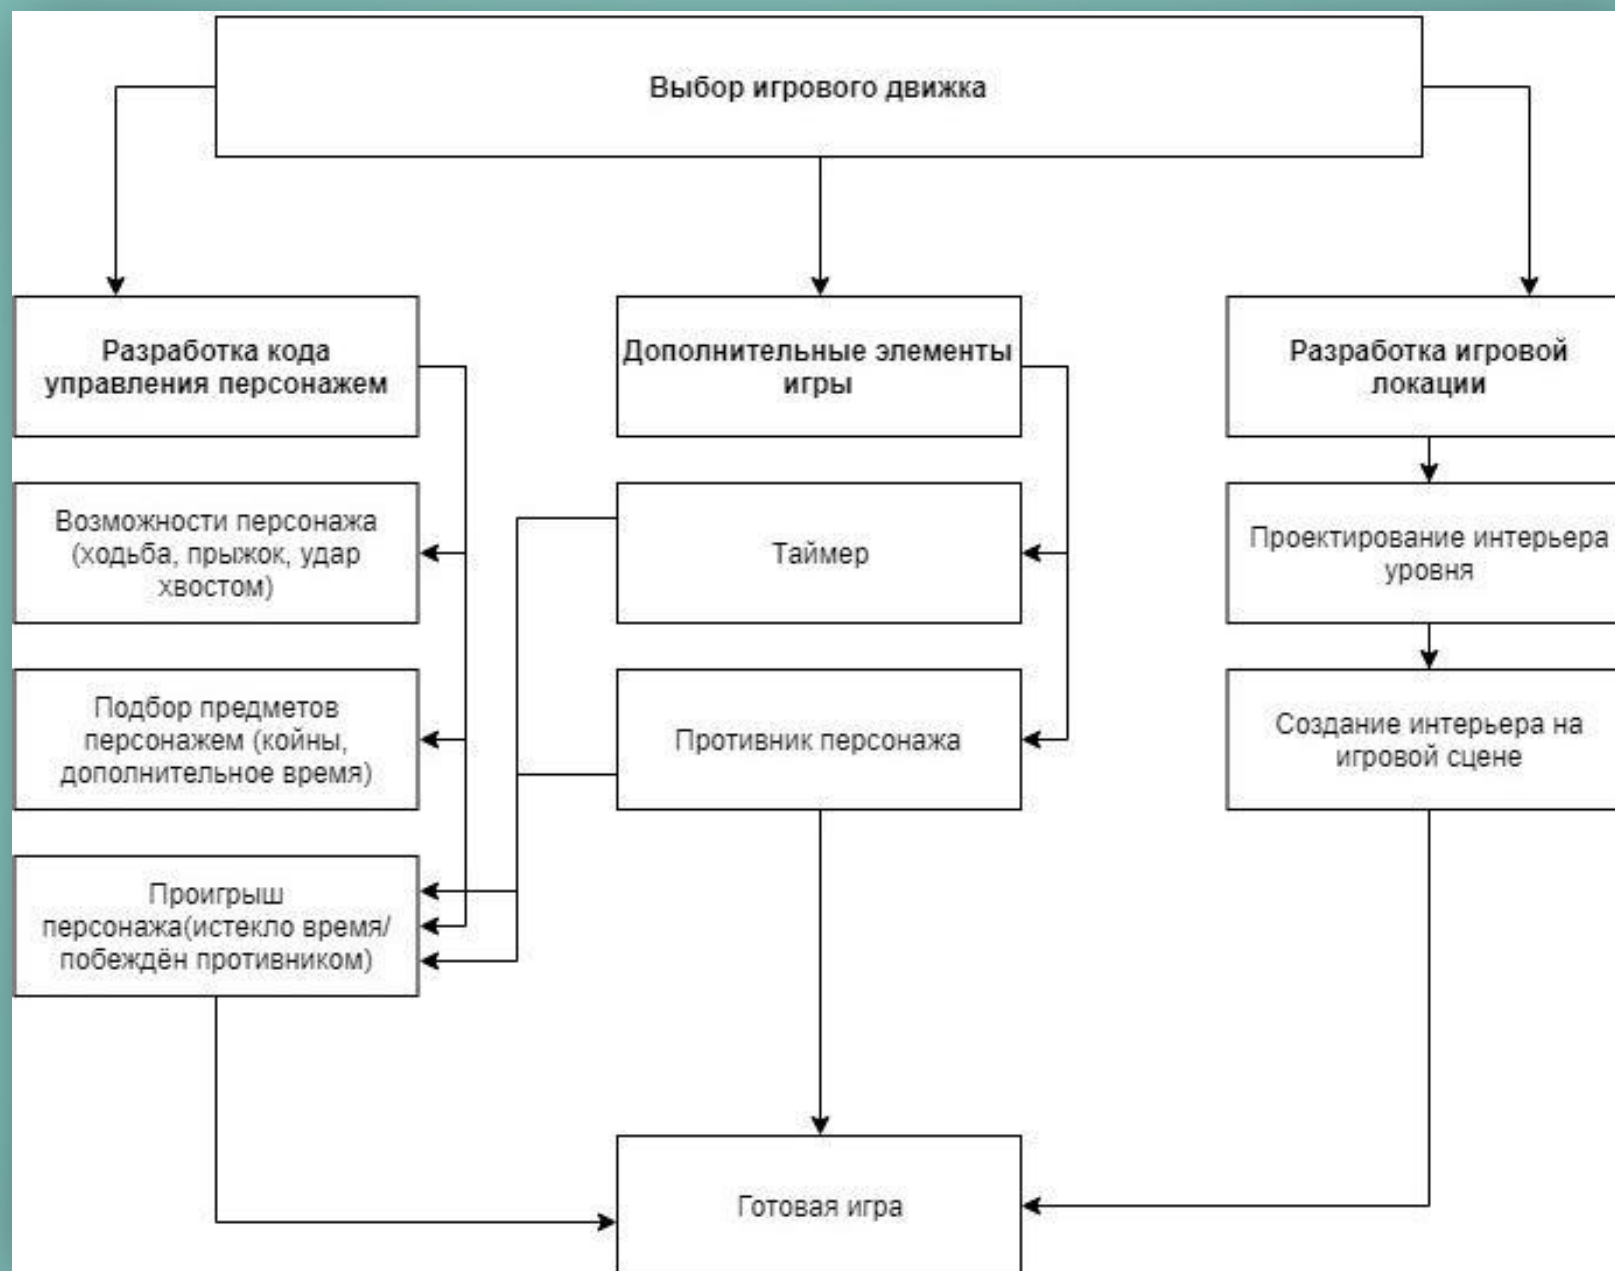 Выбор игрового движка
Разработка кода
управления персонажем
Дополнительные элементы
игры
Разработка игровой
локации
Возможности персонажа
(ходьба, прыжок, удар
хвостом)
Таймер
Проектирование интерьера
уровня
Подбор предметов
персонажем (койны,
дополнительное время)
Противник персонажа
Создание интерьера на
игровой сцене
Проигрыш
персонажа(истекло время/
побеждён противником)
Готовая игра